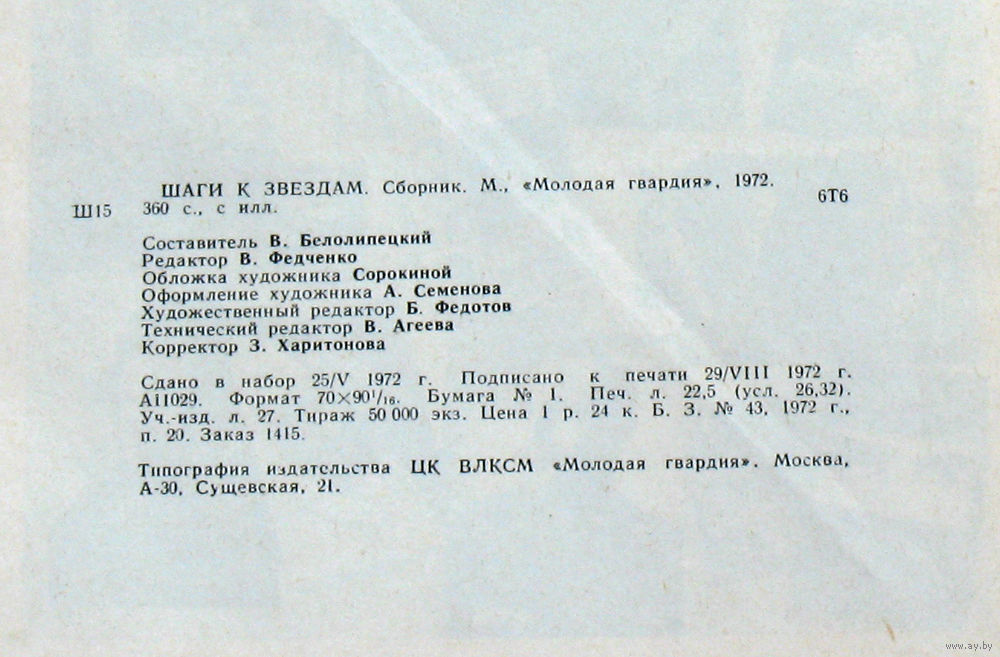 ШАГИ К ЗВЕЗДАМ. Сборник. М., «Молодая гвардия», 1972.
Ш15 360 с., с илл. 6Т6
Составитель В. Белолипецкий
Редактор В. Федченко
Обложка художника Сорокиной
Оформление художника А. Семенова
Художественный редактор Б. Федотов
Технический редактор В. Агеева
Корректор З. Харитонова
Сдано в набор 25/V 1972 г. Подписано к печати 29/VIII 1972 г.
А11029. Формат 70×90¹/₁₆. Бумага № 1. Печ. л. 22,5 (усл. 26,32).
Уч.-изд. л. 27. Тираж 50 000 экз. Цена 1 р. 24 к. Б. З. № 43, 1972 г.,
п. 20. Заказ 1415.
Типография издательства ЦК ВЛКСМ «Молодая гвардия». Москва,
А-30, Сущевская, 21.
www.ay.by